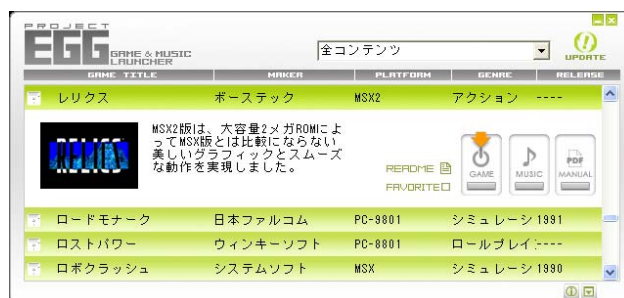 PROJECT
EGG GAME & MUSIC LAUNCHER
全コンテンツ
UPDATE
GAME TITLE MAKER PLATFORM GENRE RELEASE
レリクス ボーステック MSX2 アクション ----
RELICS
MSX2版は、大容量2メガROMによ
ってMSX版とは比較にならない
美しいグラフィックとスムーズ
な動作を実現しました。
README
FAVORITE
GAME MUSIC PDF MANUAL
ロードモナーク 日本ファルコム PC-9801 シミュレーシ 1991
ロストパワー ウィンキーソフト PC-8801 ロールプレイ ----
ロボクラッシュ システムソフト MSX シミュレーシ 1990